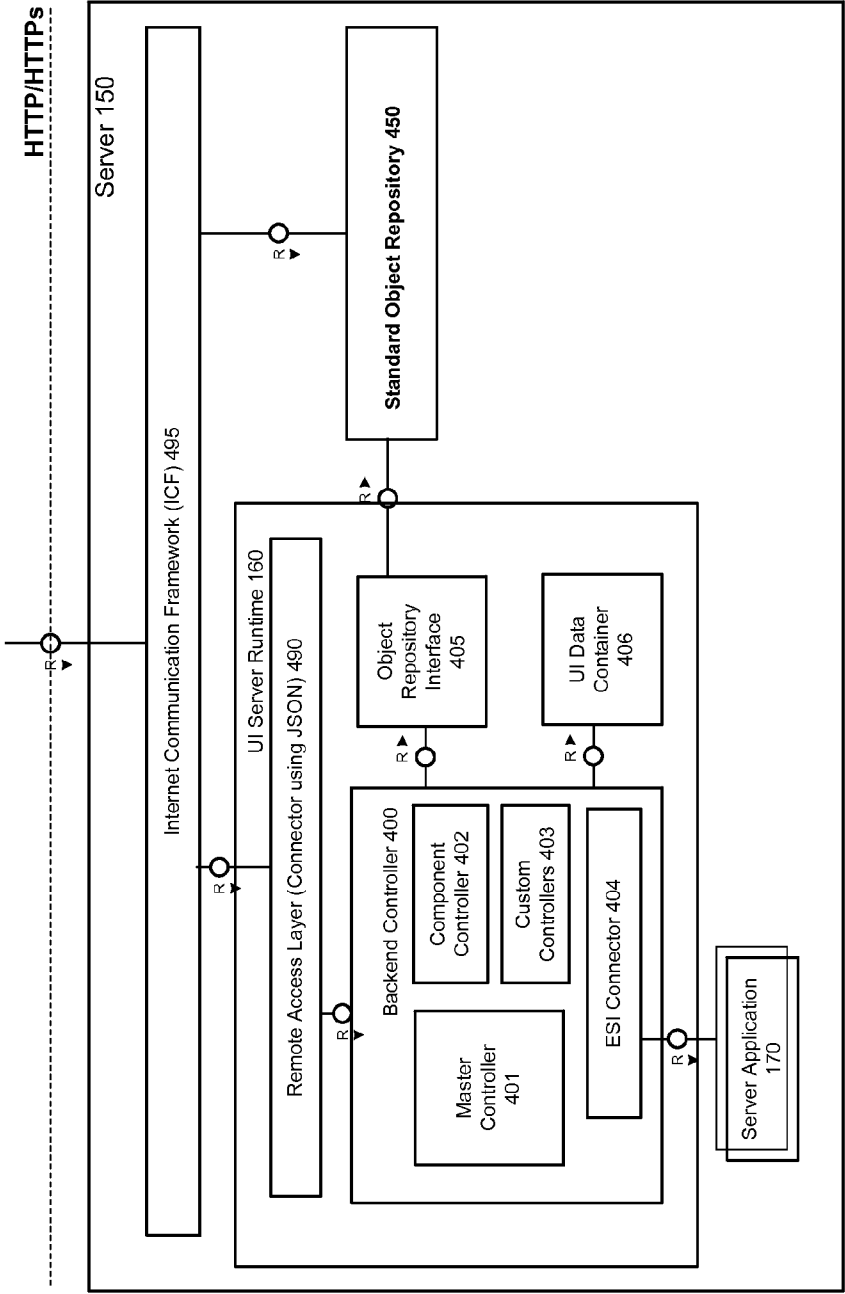 HTTP/HTTPs
R
Server 150
Internet Communication Framework (ICF) 495
R
R
UI Server Runtime 160
Remote Access Layer (Connector using JSON) 490
Standard Object Repository 450
R
R
Object
Repository
Interface
405
R
Backend Controller 400
Component
Controller 402
Master
Controller
401
Custom
Controllers 403
R
UI Data
Container
406
ESI Connector 404
R
Server Application
170